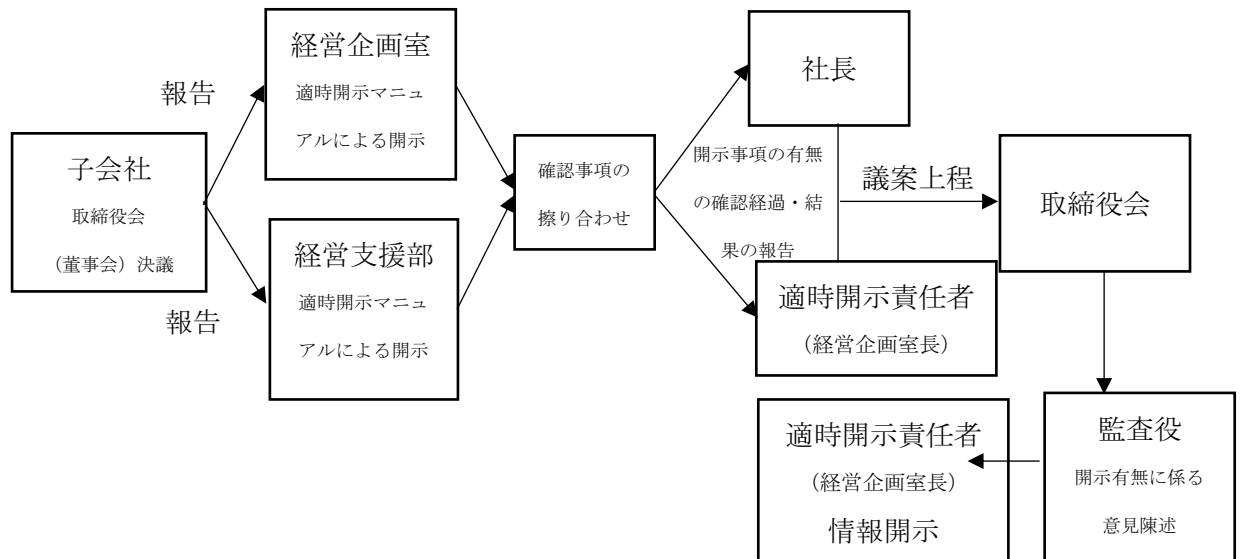 報告
子会社
取締役会
（董事会）決議
報告
経営企画室
適時開示マニュ
アルによる開示
経営支援部
適時開示マニュ
アルによる開示
確認事項の
擦り合わせ
社長
開示事項の有無
の確認経過・結
果の報告
適時開示責任者
（経営企画室長）
議案上程
取締役会
監査役
開示有無に係る
意見陳述
適時開示責任者
（経営企画室長）
情報開示